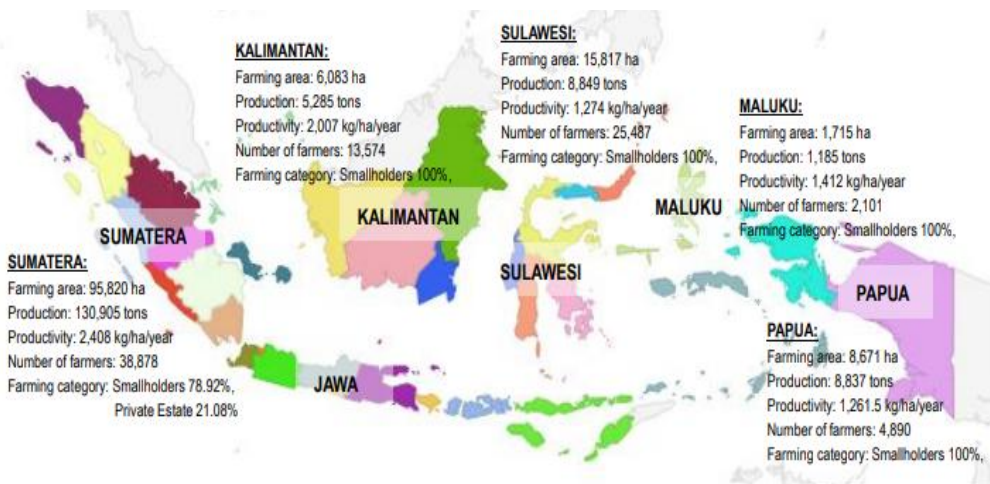 KALIMANTAN:
Farming area: 6,083 ha
Production: 5,285 tons
Productivity: 2,007 kg/ha/year
Number of farmers: 13,574
Farming category: Smallholders 100%,
SULAWESI:
Farming area: 15,817 ha
Production: 8,849 tons
Productivity: 1,274 kg/ha/year
Number of farmers: 25,487
Farming category: Smallholders 100%,
MALUKU:
Farming area: 1,715 ha
Production: 1,185 tons
Productivity: 1,412 kg/ha/year
Number of farmers: 2,101
Farming category: Smallholders 100%,
SUMATERA
KALIMANTAN
SULAWESI
MALUKU
PAPUA
JAWA
SUMATERA:
Farming area: 95,820 ha
Production: 130,905 tons
Productivity: 2,408 kg/ha/year
Number of farmers: 38,878
Farming category: Smallholders 78.92%,
Private Estate 21.08%
PAPUA:
Farming area: 8,671 ha
Production: 8,837 tons
Productivity: 1,261.5 kg/ha/year
Number of farmers: 4,890
Farming category: Smallholders 100%,